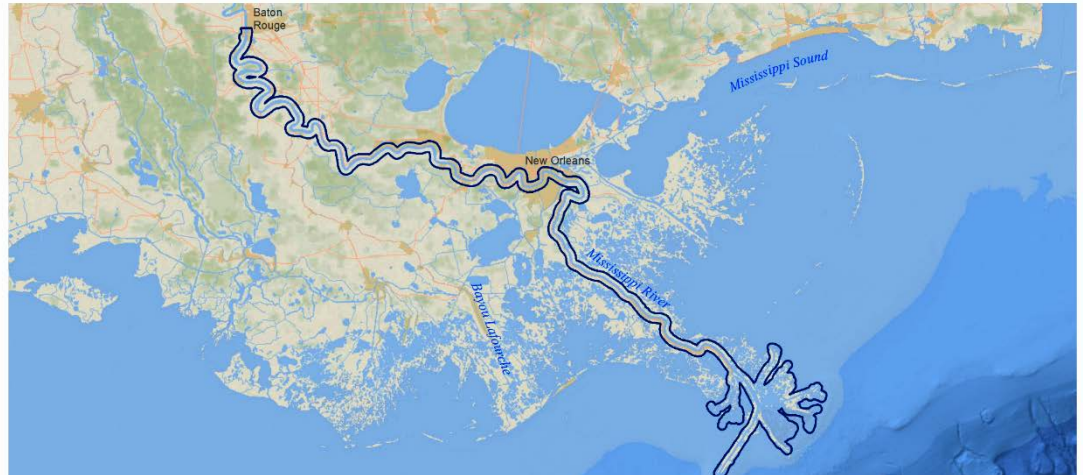 Baton
Rouge
Mississippi Sound
New Orleans
Mississippi River
Bayou Lafourche